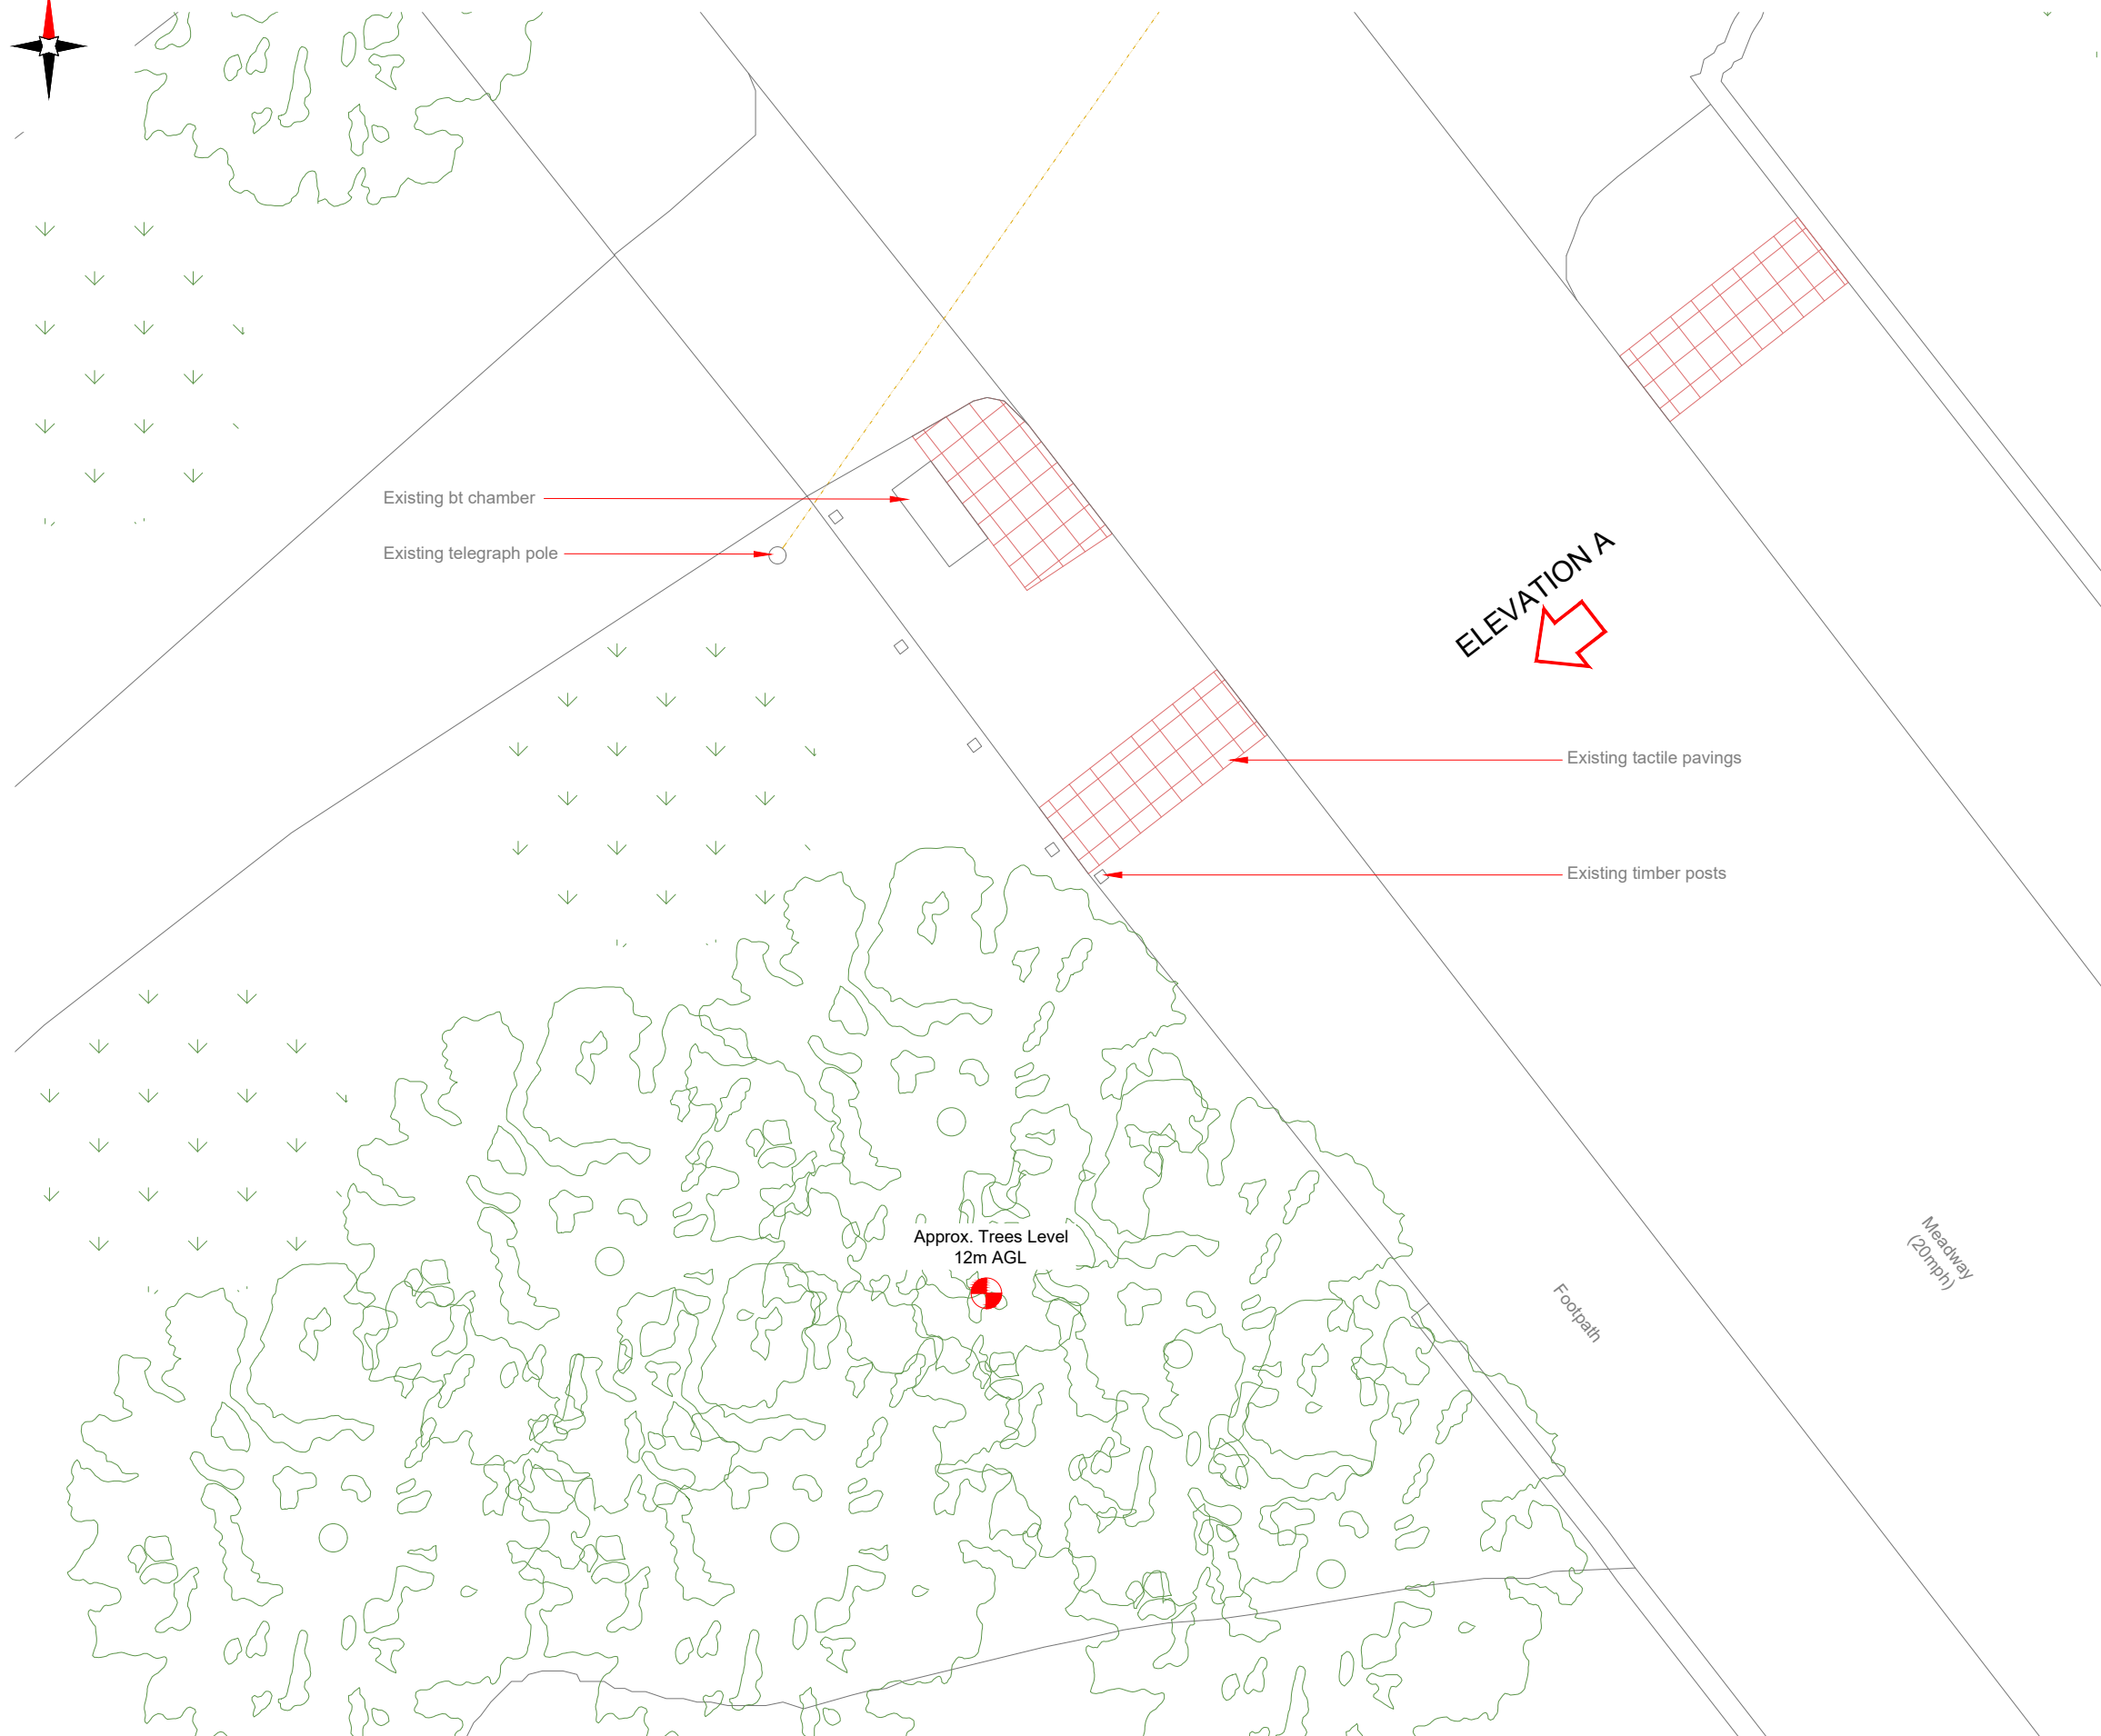 Existing bt chamber
Existing telegraph pole
ELEVATION A
Existing tactile pavings
Existing timber posts
Approx. Trees Level
12m AGL
Footpath
Meadway
(20mph)